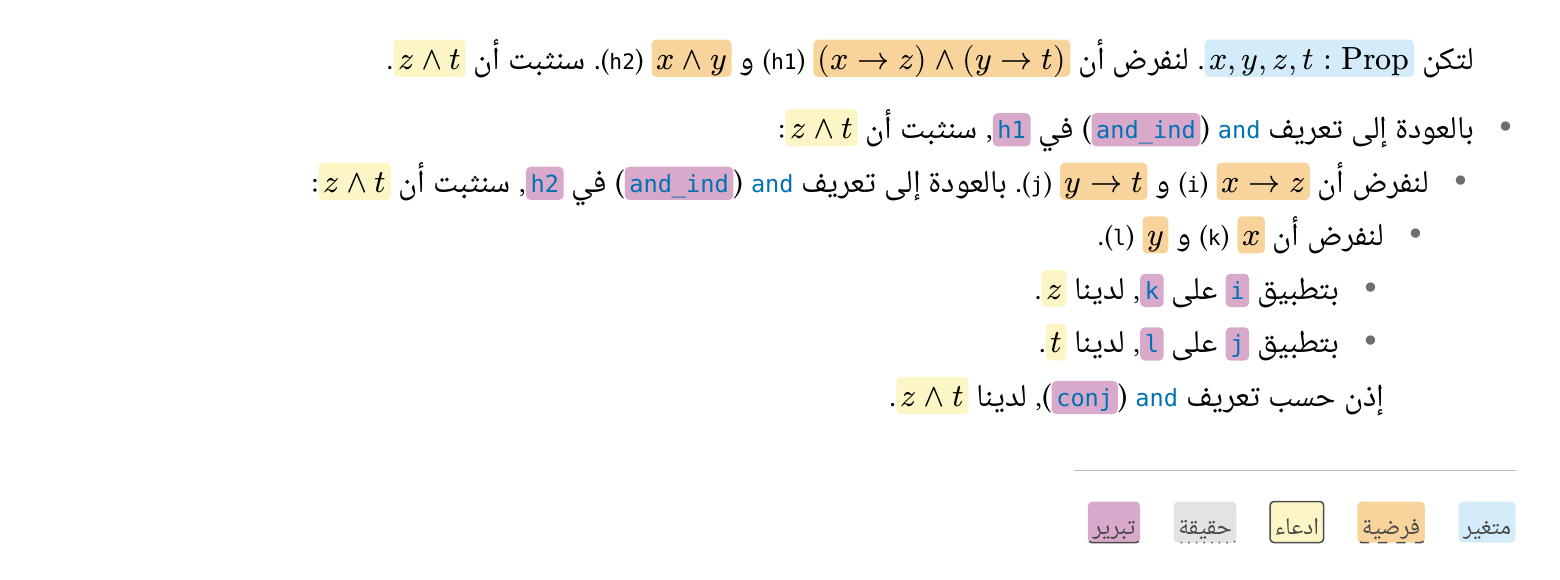 لتكن x, y, z, t : Prop. لنفرض أن (x → z) ∧ (y → t) (h1) و x ∧ y (h2). سنثبت أن z ∧ t.
• بالعودة إلى تعريف and (and_ind) في h1, سنثبت أن z ∧ t:
• لنفرض أن x → z (i) و y → t (j). بالعودة إلى تعريف and (and_ind) في h2, سنثبت أن z ∧ t:
• لنفرض أن x (k) و y (l).
• بتطبيق i على k, لدينا z.
• بتطبيق j على l, لدينا t.
إذن حسب تعريف and (conj), لدينا z ∧ t.
متغير فرضية ادعاء حقيقة تبرير